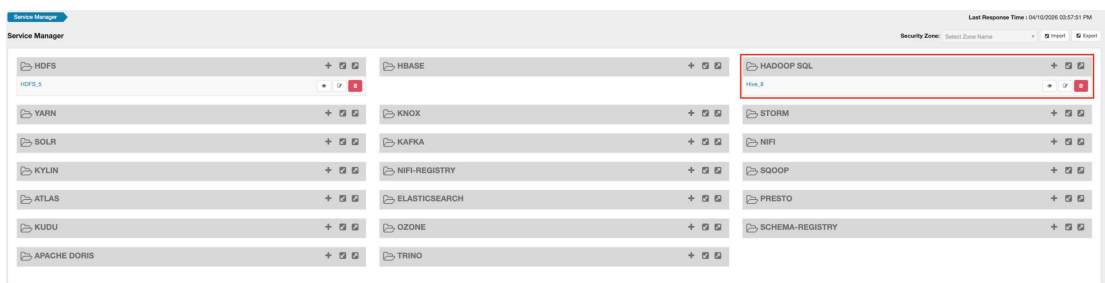 Service Manager
Last Response Time : 04/10/2026 03:57:51 PM
Service Manager
Security Zone: Select Zone Name Import Export
HDFS HBASE HADOOP SQL
HDFS_5 Hive_8
YARN KNOX STORM
SOLR KAFKA NIFI
KYLIN NIFI-REGISTRY SQOOP
ATLAS ELASTICSEARCH PRESTO
KUDU OZONE SCHEMA-REGISTRY
APACHE DORIS TRINO